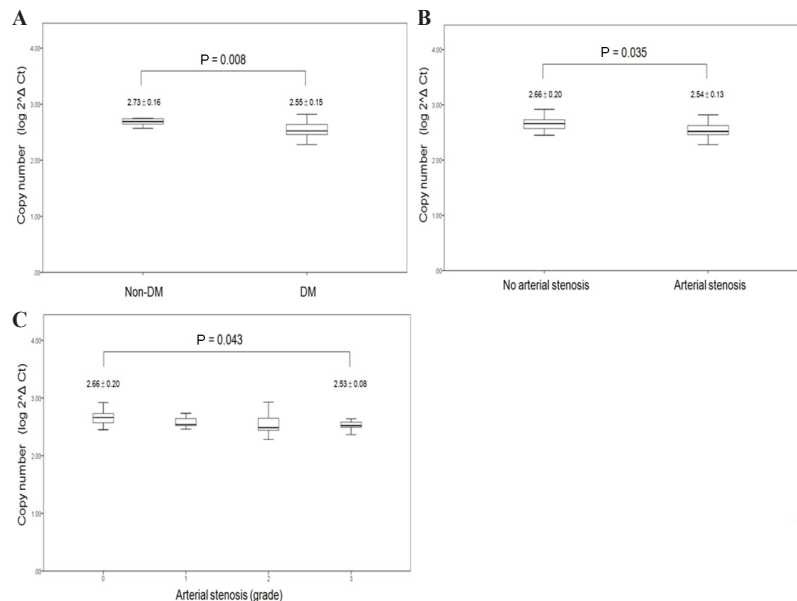 A
Copy number (log 2^Δ Ct)
4.00
3.00
2.00
1.00
.00
P = 0.008
2.73 ± 0.16
2.55 ± 0.15
Non-DM
DM
B
Copy number (log 2^Δ Ct)
4.00
3.00
2.00
1.00
.00
P = 0.035
2.66 ± 0.20
2.54 ± 0.13
No arterial stenosis
Arterial stenosis
C
Copy number (log 2^Δ Ct)
4.00
3.00
2.00
1.00
.00
P = 0.043
2.66 ± 0.20
2.53 ± 0.08
0
1
2
3
Arterial stenosis (grade)